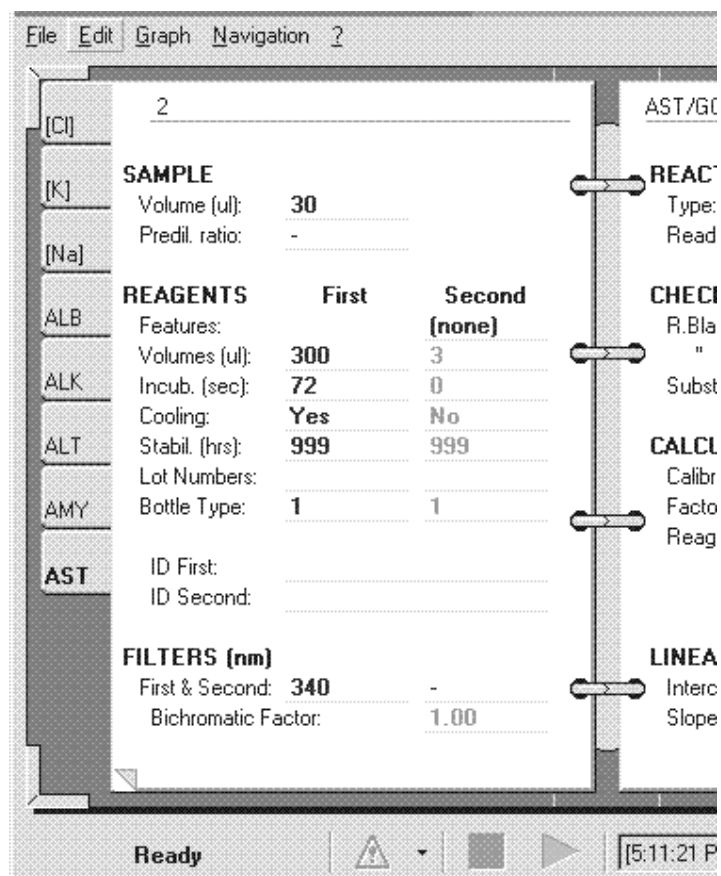 File Edit Graph Navigation ?
[Cl]
[K]
[Na]
ALB
ALK
ALT
AMY
AST
2
SAMPLE
Volume (ul): 30
Predil. ratio: -
REAGENTS First Second
Features: (none)
Volumes (ul): 300 3
Incub. (sec): 72 0
Cooling: Yes No
Stabil. (hrs): 999 999
Lot Numbers:
Bottle Type: 1 1
ID First:
ID Second:
FILTERS (nm)
First & Second: 340 -
Bichromatic Factor: 1.00
AST/GO
REACT
Type:
Read
CHECK
R.Bla
"
Subst
CALCU
Calibr
Facto
Reag
LINEA
Interc
Slope
Ready
[5:11:21 P